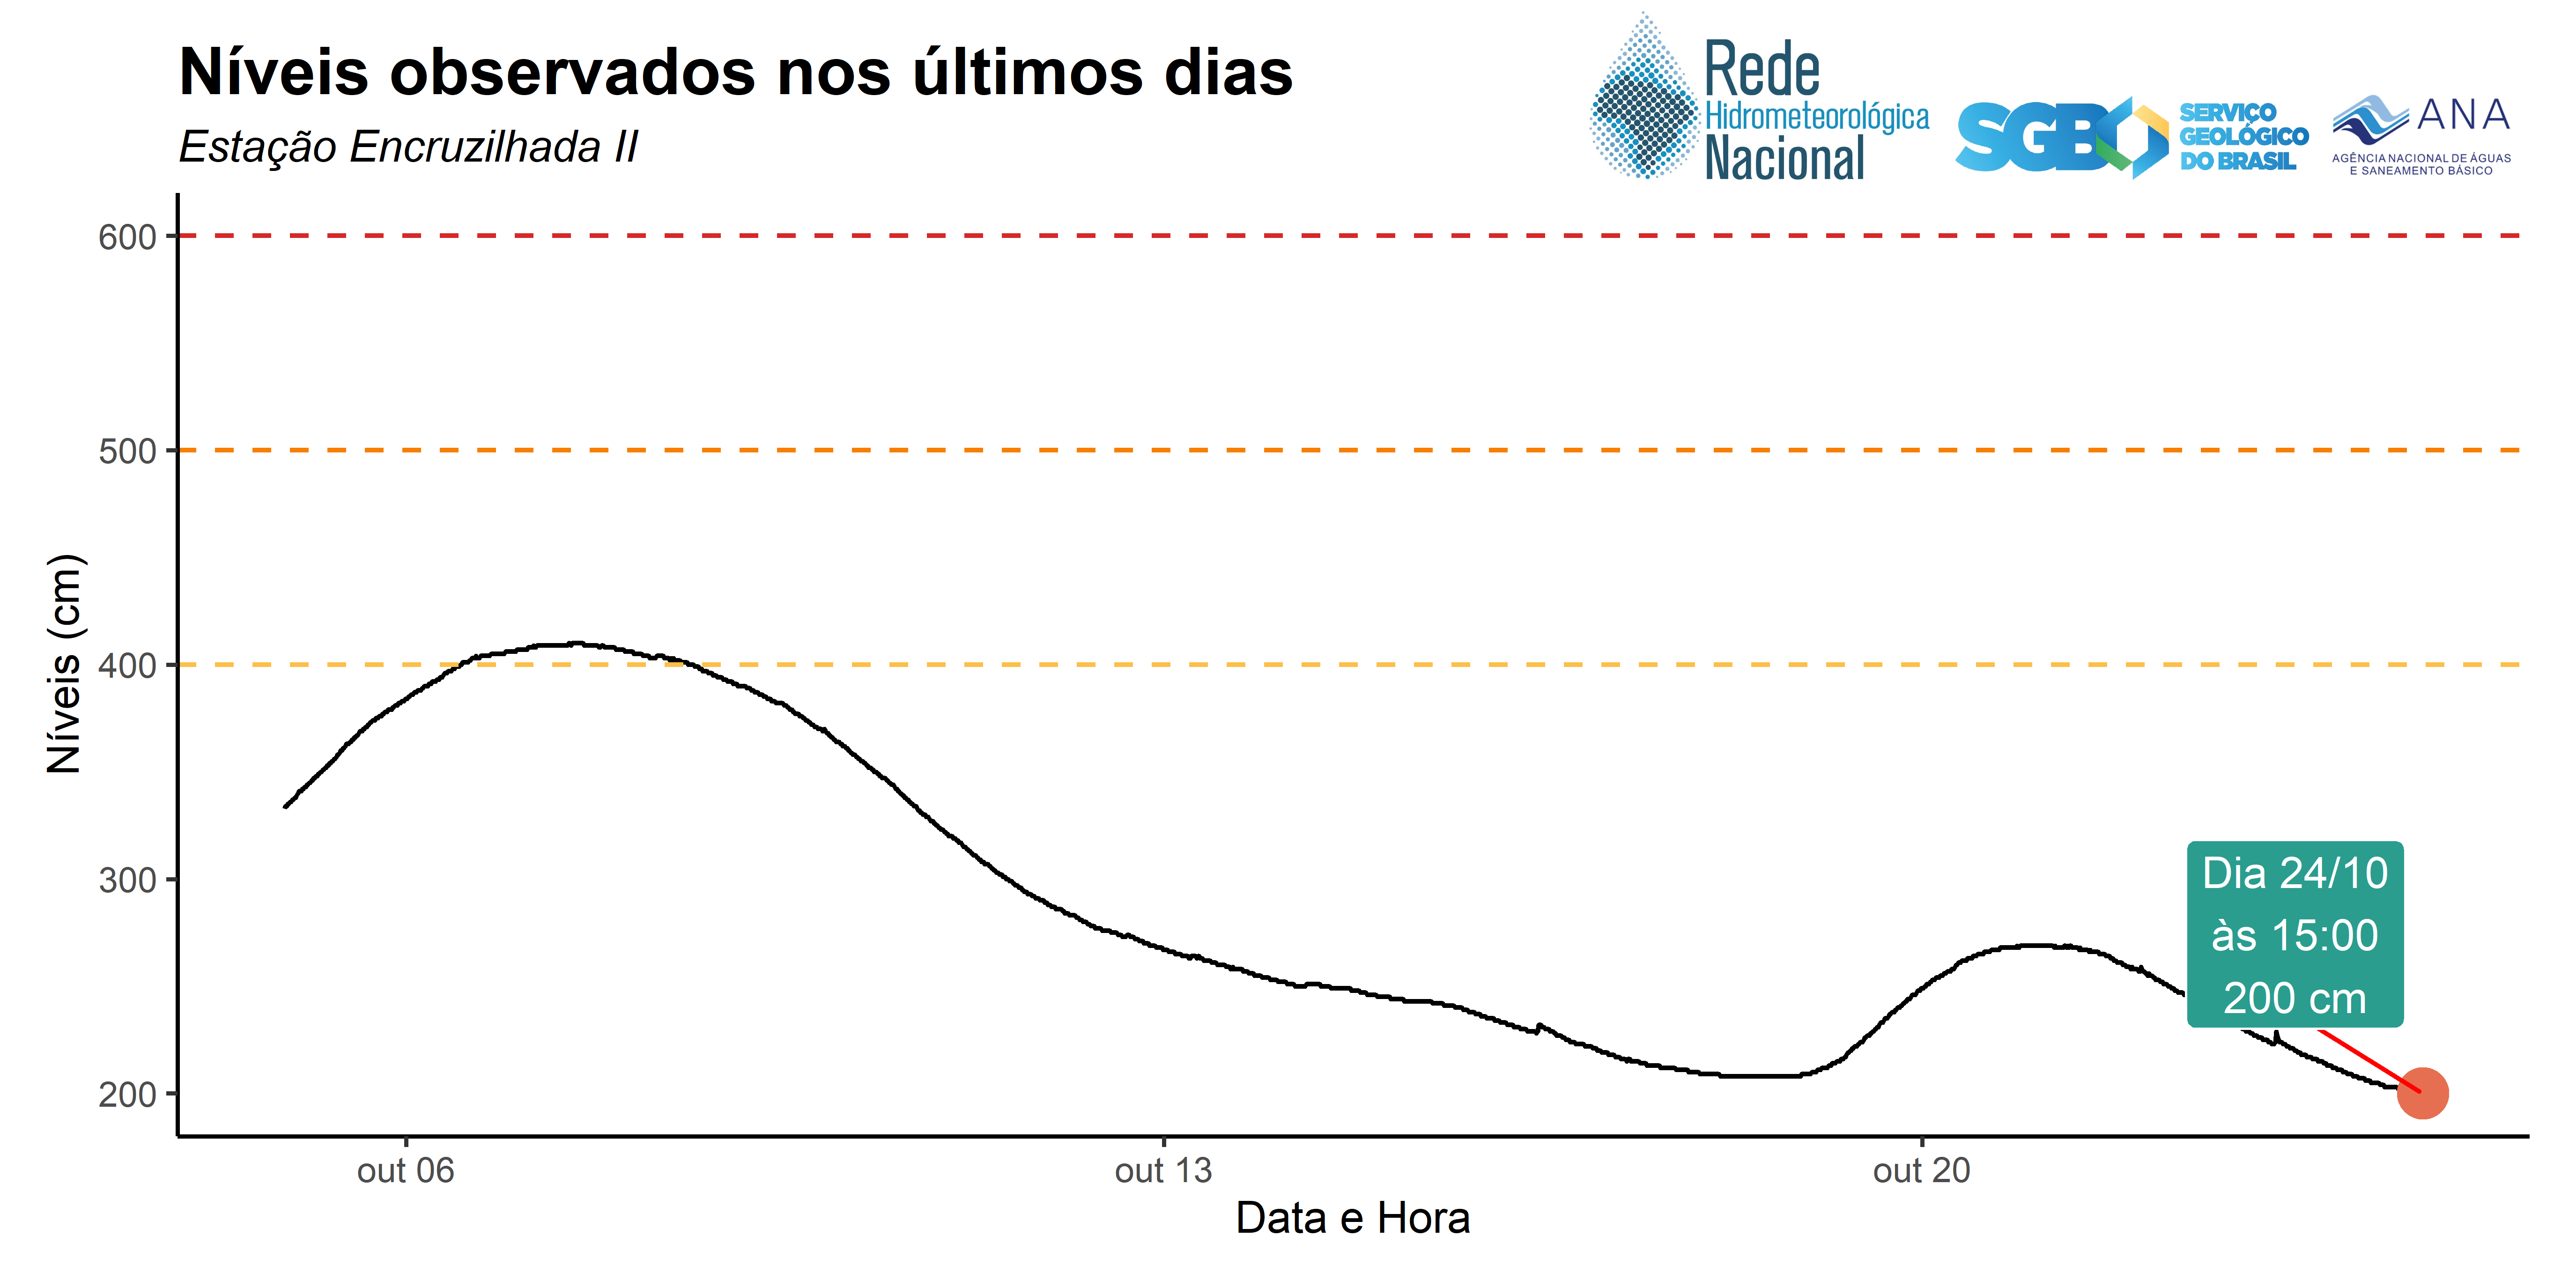 Níveis observados nos últimos dias
Estação Encruzilhada II
Rede
Hidrometeorológica
Nacional
SGB
SERVIÇO
GEOLÓGICO
DO BRASIL
ANA
AGÊNCIA NACIONAL DE ÁGUAS
E SANEAMENTO BÁSICO
Níveis (cm)
600
500
400
300
200
Dia 24/10
às 15:00
200 cm
out 06
out 13
out 20
Data e Hora